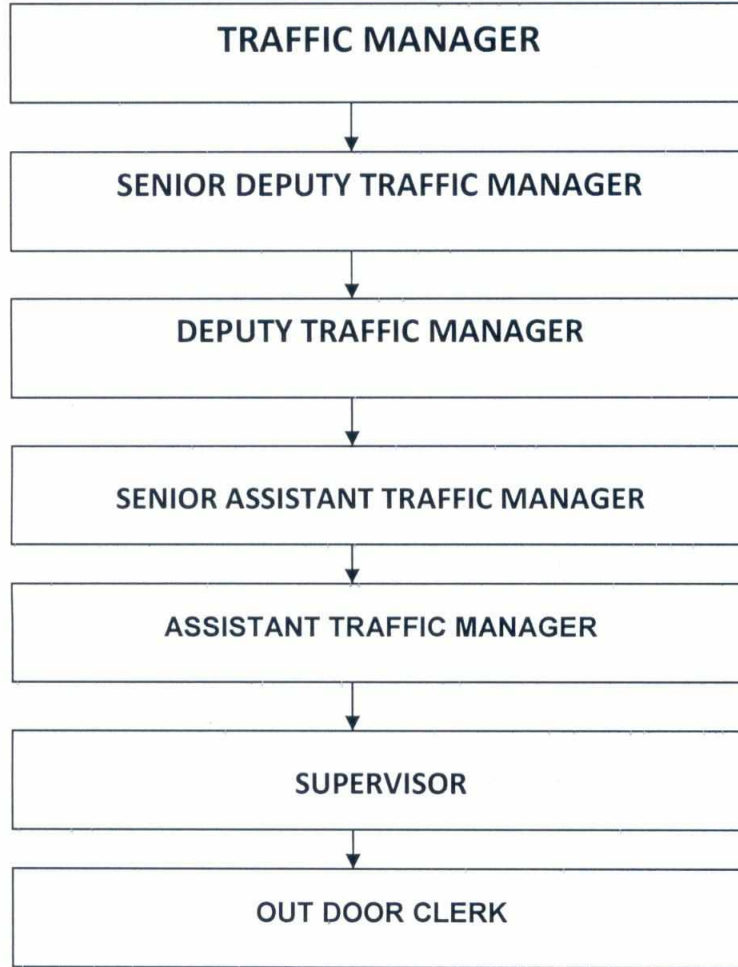 TRAFFIC MANAGER
SENIOR DEPUTY TRAFFIC MANAGER
DEPUTY TRAFFIC MANAGER
SENIOR ASSISTANT TRAFFIC MANAGER
ASSISTANT TRAFFIC MANAGER
SUPERVISOR
OUT DOOR CLERK